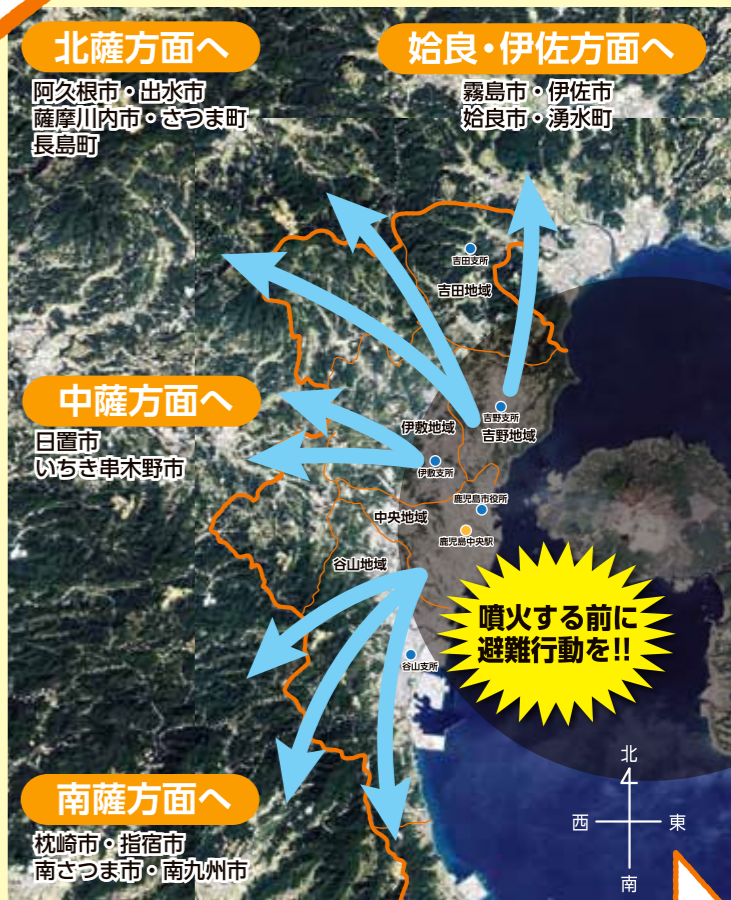 北薩方面へ
阿久根市・出水市
薩摩川内市・さつま町
長島町
姶良・伊佐方面へ
霧島市・伊佐市
姶良市・湧水町
吉田支所
吉田地域
中薩方面へ
日置市
いちき串木野市
吉野支所
吉野地域
伊敷地域
伊敷支所
鹿児島市役所
中央地域
鹿児島中央駅
谷山地域
噴火する前に
避難行動を!!
谷山支所
南薩方面へ
枕崎市・指宿市
南さつま市・南九州市
北
西
東
南